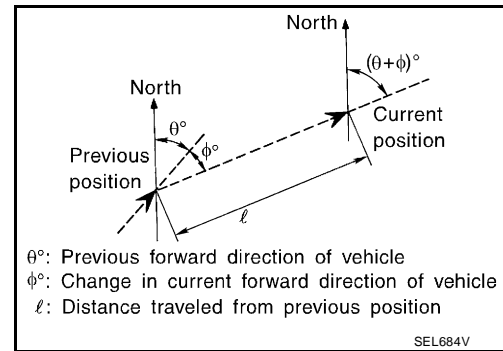 North
(θ+ϕ)°
North
θ°
ϕ°
Previous
position
Current
position
ℓ
θ°: Previous forward direction of vehicle
ϕ°: Change in current forward direction of vehicle
ℓ: Distance traveled from previous position
SEL684V